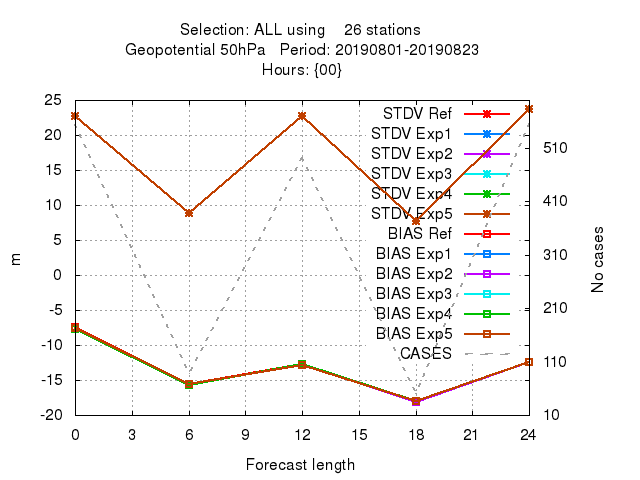 Selection: ALL using    26 stations
Geopotential 50hPa   Period: 20190801-20190823
Hours: {00}
25
20
15
10
5
0
-5
-10
-15
-20
m
0
3
6
9
12
15
18
21
24
Forecast length
510
410
310
210
110
10
No cases
STDV Ref
STDV Exp1
STDV Exp2
STDV Exp3
STDV Exp4
STDV Exp5
BIAS Ref
BIAS Exp1
BIAS Exp2
BIAS Exp3
BIAS Exp4
BIAS Exp5
CASES